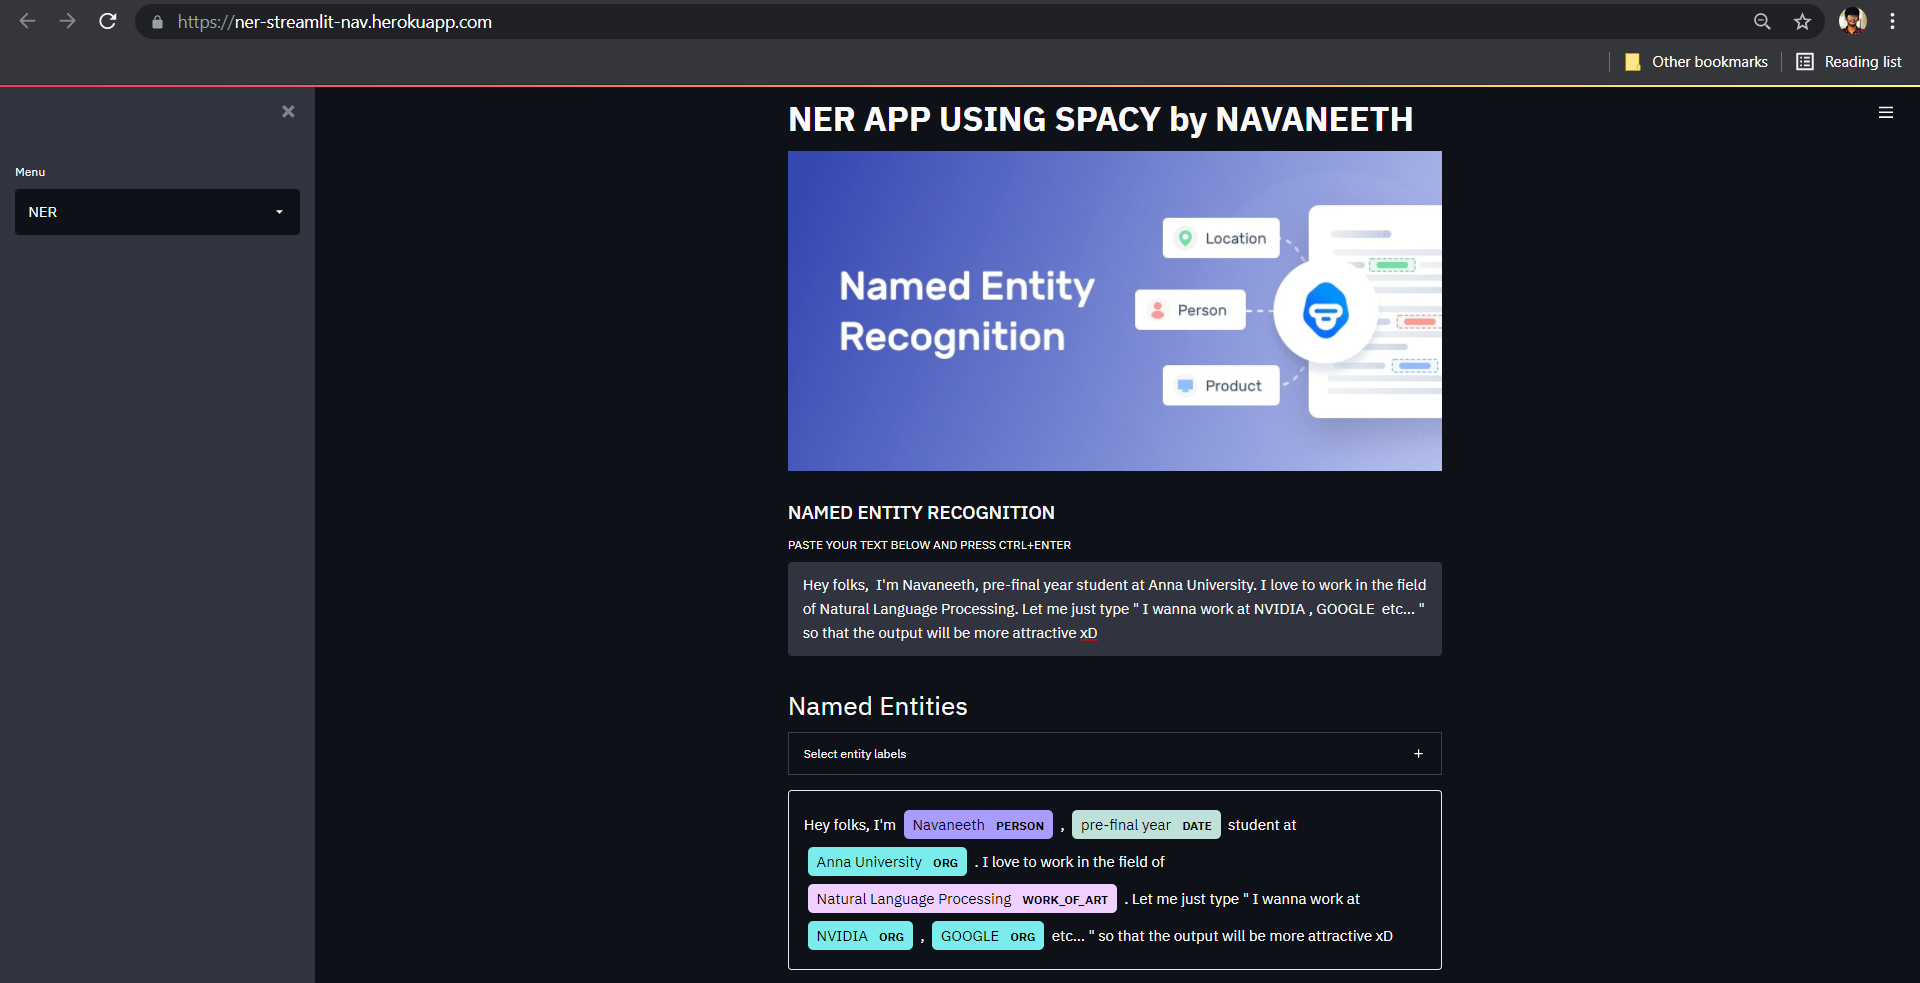 https://ner-streamlit-nav.herokuapp.com
Other bookmarks
Reading list
Menu
NER
NER APP USING SPACY by NAVANEETH
Named Entity
Recognition
Location
Person
Product
NAMED ENTITY RECOGNITION
PASTE YOUR TEXT BELOW AND PRESS CTRL+ENTER
Hey folks,  I'm Navaneeth, pre-final year student at Anna University. I love to work in the field
of Natural Language Processing. Let me just type " I wanna work at NVIDIA , GOOGLE  etc... "
so that the output will be more attractive xD
Named Entities
Select entity labels +
Hey folks, I'm Navaneeth PERSON , pre-final year DATE student at
Anna University ORG . I love to work in the field of
Natural Language Processing WORK_OF_ART . Let me just type " I wanna work at
NVIDIA ORG , GOOGLE ORG etc... " so that the output will be more attractive xD